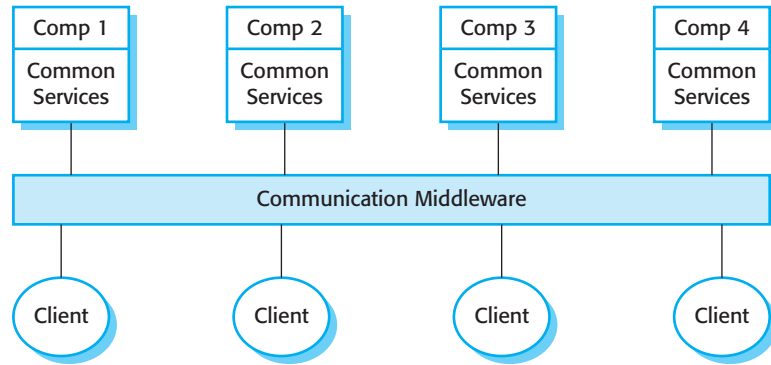 Comp 1
Common
Services
Comp 2
Common
Services
Comp 3
Common
Services
Comp 4
Common
Services
Communication Middleware
Client
Client
Client
Client